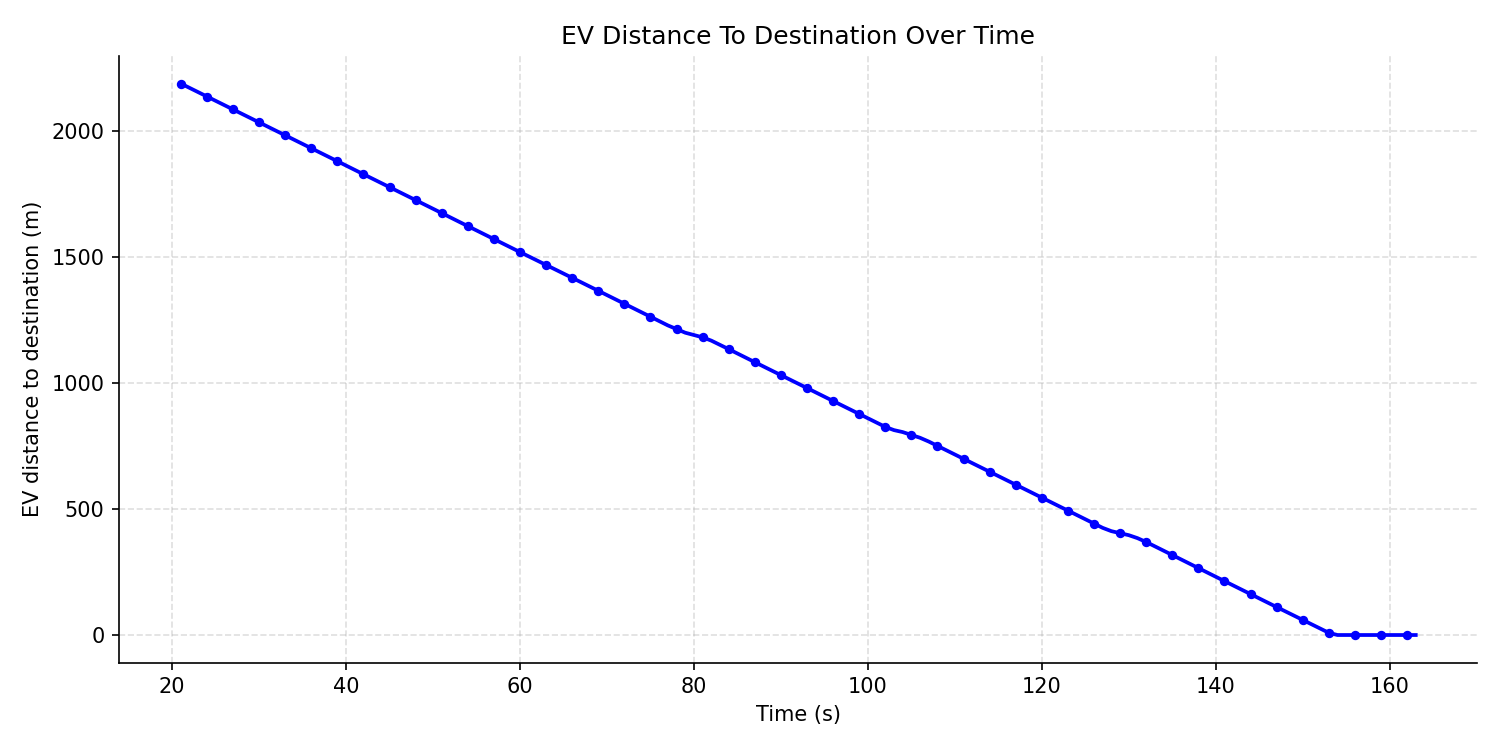 EV Distance To Destination Over Time
EV distance to destination (m)
2000
1500
1000
500
0
20 40 60 80 100 120 140 160
Time (s)